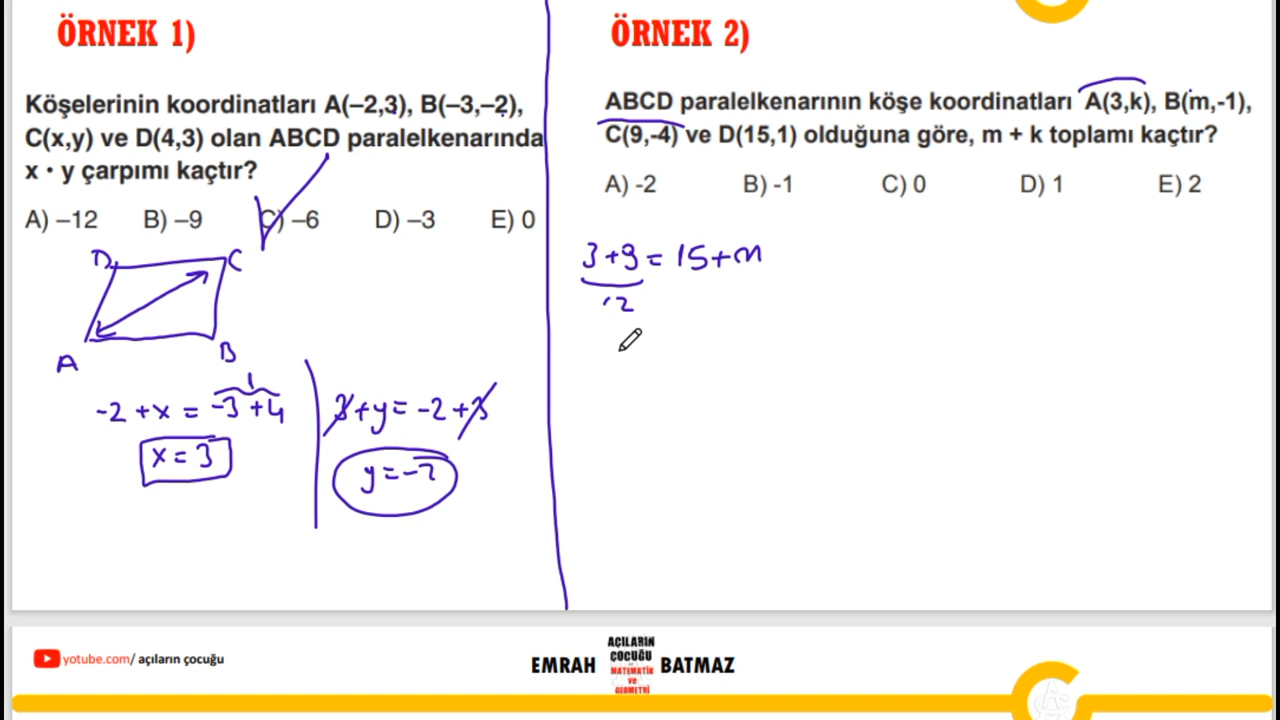 ÖRNEK 1)
Köşelerinin koordinatları A(–2,3), B(–3,–2),
C(x,y) ve D(4,3) olan ABCD paralelkenarında
x · y çarpımı kaçtır?
A) –12 B) –9 C) –6 D) –3 E) 0
D C
A B
-2 + x = -3 + 4
1
x = 3
3 + y = -2 + 3
y = -2
ÖRNEK 2)
ABCD paralelkenarının köşe koordinatları A(3,k), B(m,-1),
C(9,-4) ve D(15,1) olduğuna göre, m + k toplamı kaçtır?
A) -2 B) -1 C) 0 D) 1 E) 2
3 + 9 = 15 + m
12
yotube.com/ açıların çocuğu
EMRAH BATMAZ
AÇILARIN
ÇOCUĞU
MATEMATİK
ve
GEOMETRİ